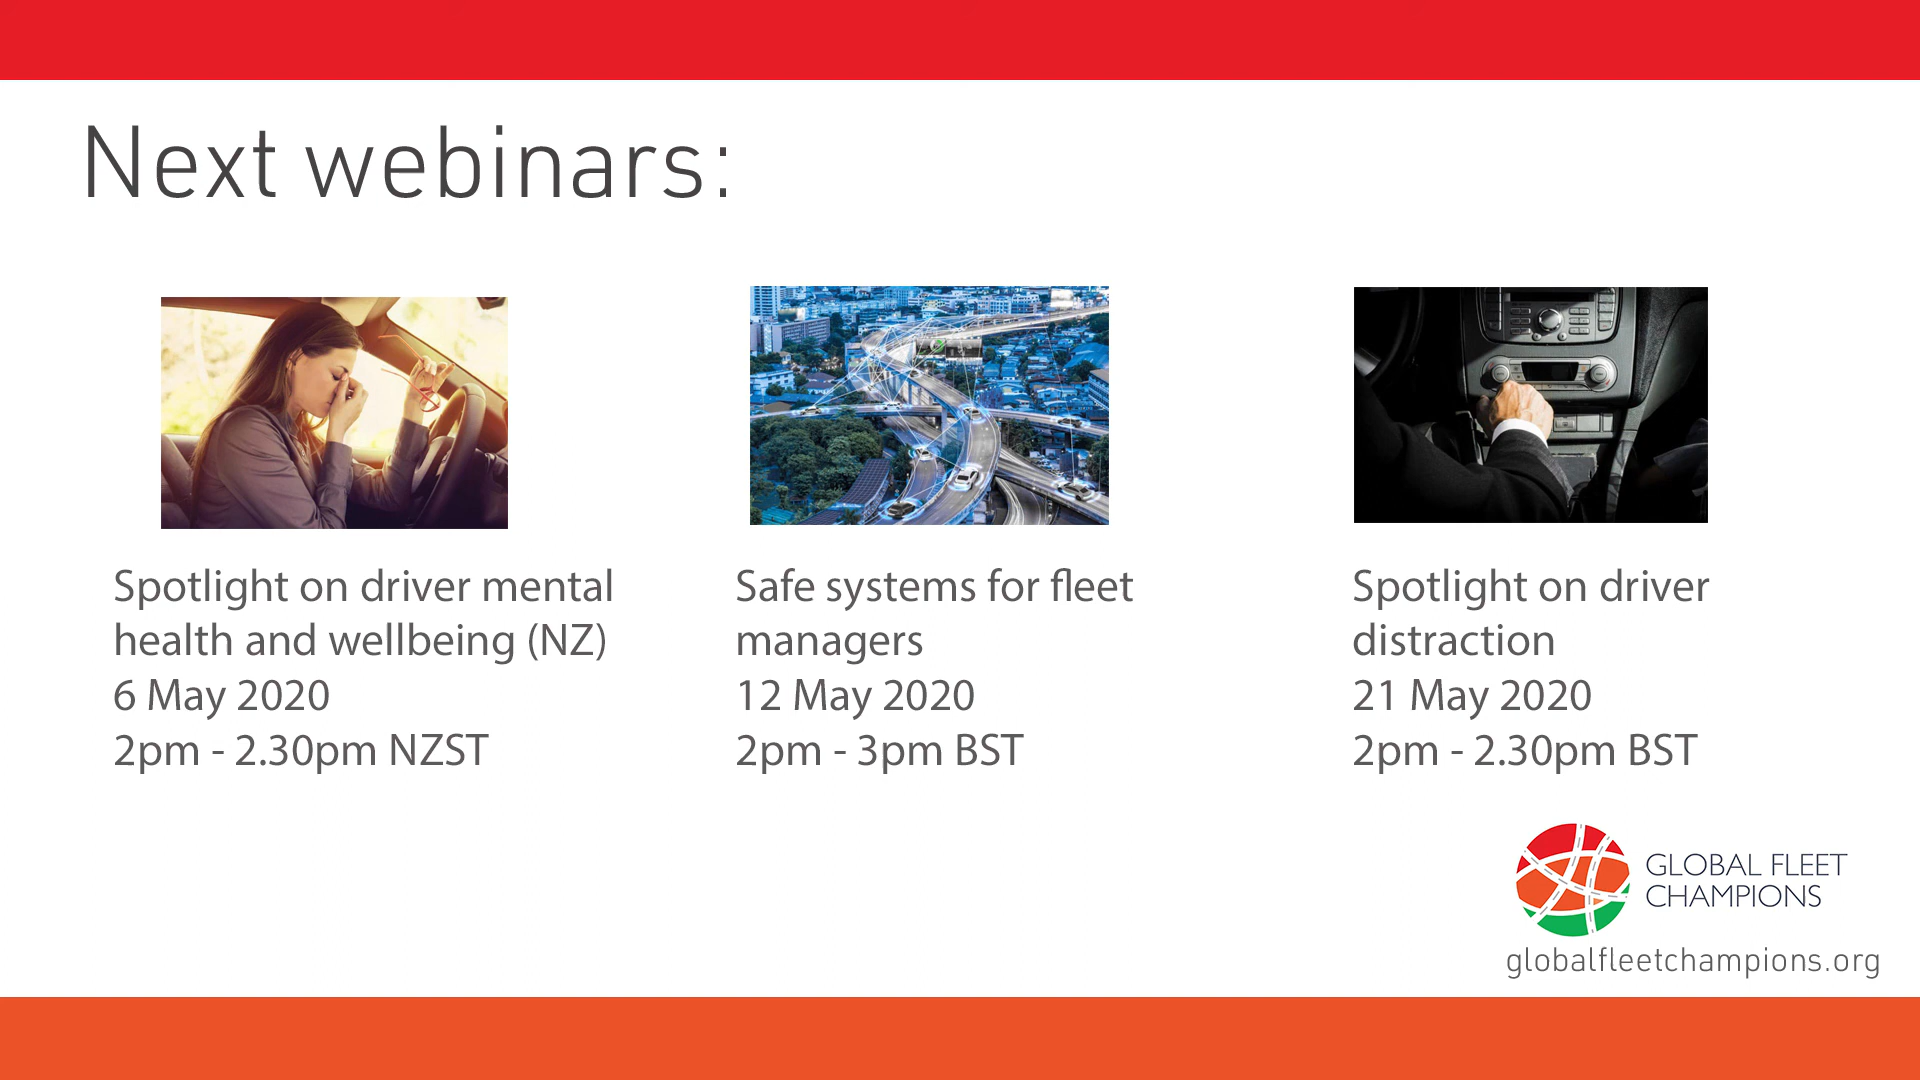 Next webinars:
Spotlight on driver mental
health and wellbeing (NZ)
6 May 2020
2pm - 2.30pm NZST
Safe systems for fleet
managers
12 May 2020
2pm - 3pm BST
Spotlight on driver
distraction
21 May 2020
2pm - 2.30pm BST
GLOBAL FLEET
CHAMPIONS
globalfleetchampions.org